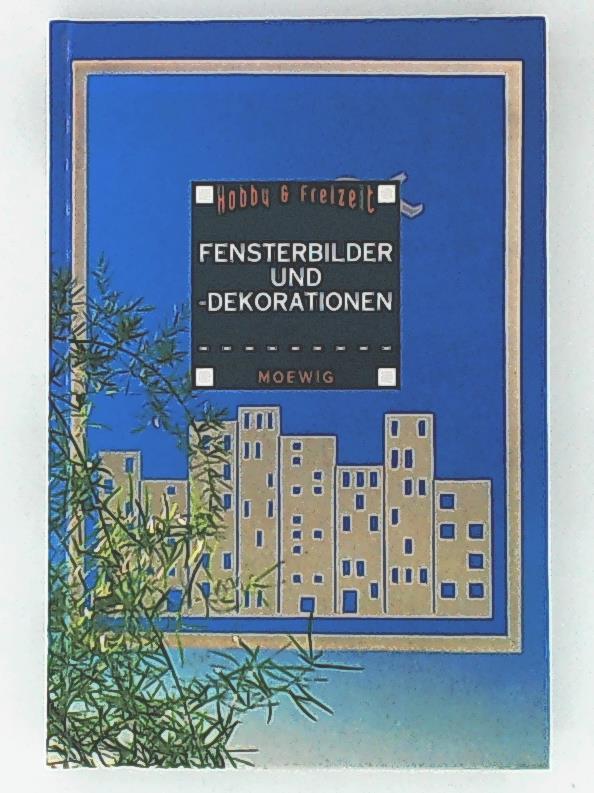 Hobby & Freizeit
FENSTERBILDER
UND
-DEKORATIONEN
MOEWIG